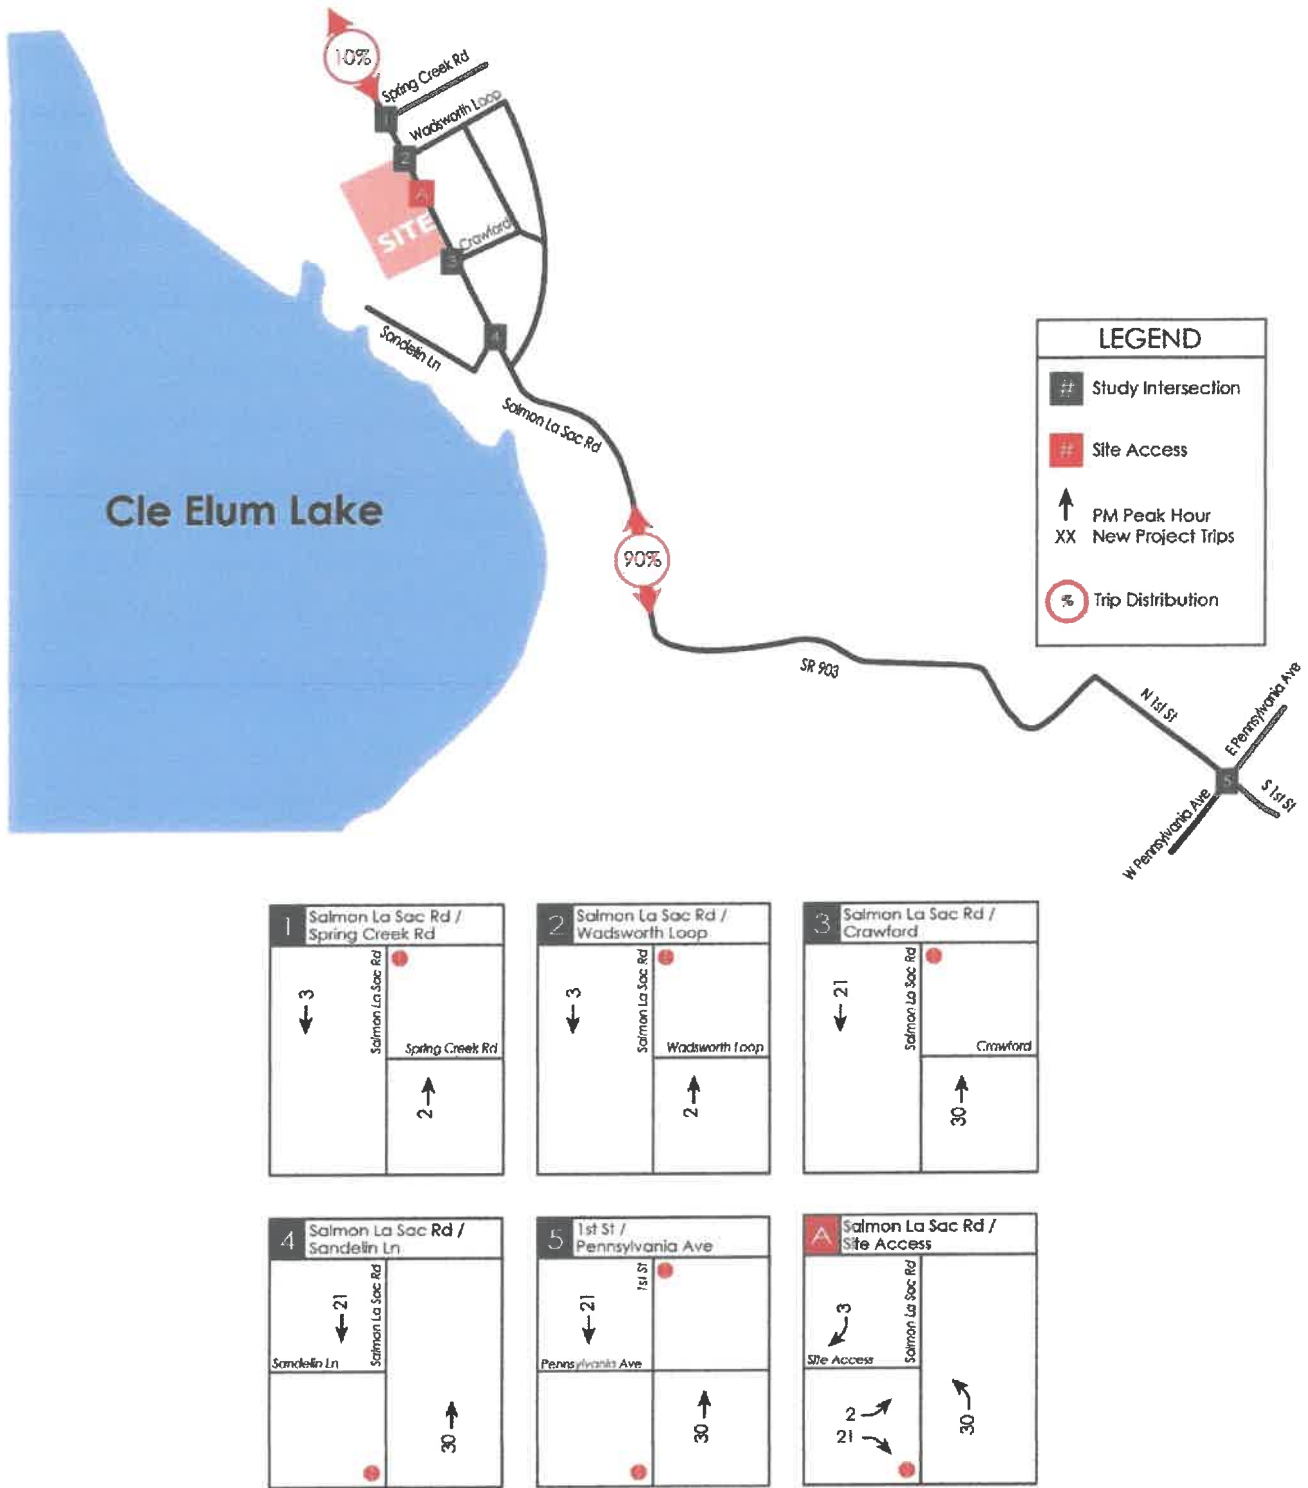 10%
Spring Creek Rd
1
Wadsworth Loop
2
A
SITE
Crawford
3
4
Sandelin Ln
Salmon La Sac Rd
Cle Elum Lake
90%
SR 903
N 1st St
E Pennsylvania Ave
5
S 1st St
W Pennsylvania Ave
LEGEND
# Study Intersection
# Site Access
PM Peak Hour
XX New Project Trips
% Trip Distribution
1 Salmon La Sac Rd /
Spring Creek Rd
3
Salmon La Sac Rd
Spring Creek Rd
2
2 Salmon La Sac Rd /
Wadsworth Loop
3
Salmon La Sac Rd
Wadsworth Loop
2
3 Salmon La Sac Rd /
Crawford
21
Salmon La Sac Rd
Crawford
30
4 Salmon La Sac Rd /
Sandelin Ln
21
Salmon La Sac Rd
Sandelin Ln
30
5 1st St /
Pennsylvania Ave
21
1st St
Pennsylvania Ave
30
A Salmon La Sac Rd /
Site Access
3
Salmon La Sac Rd
Site Access
2
21
30